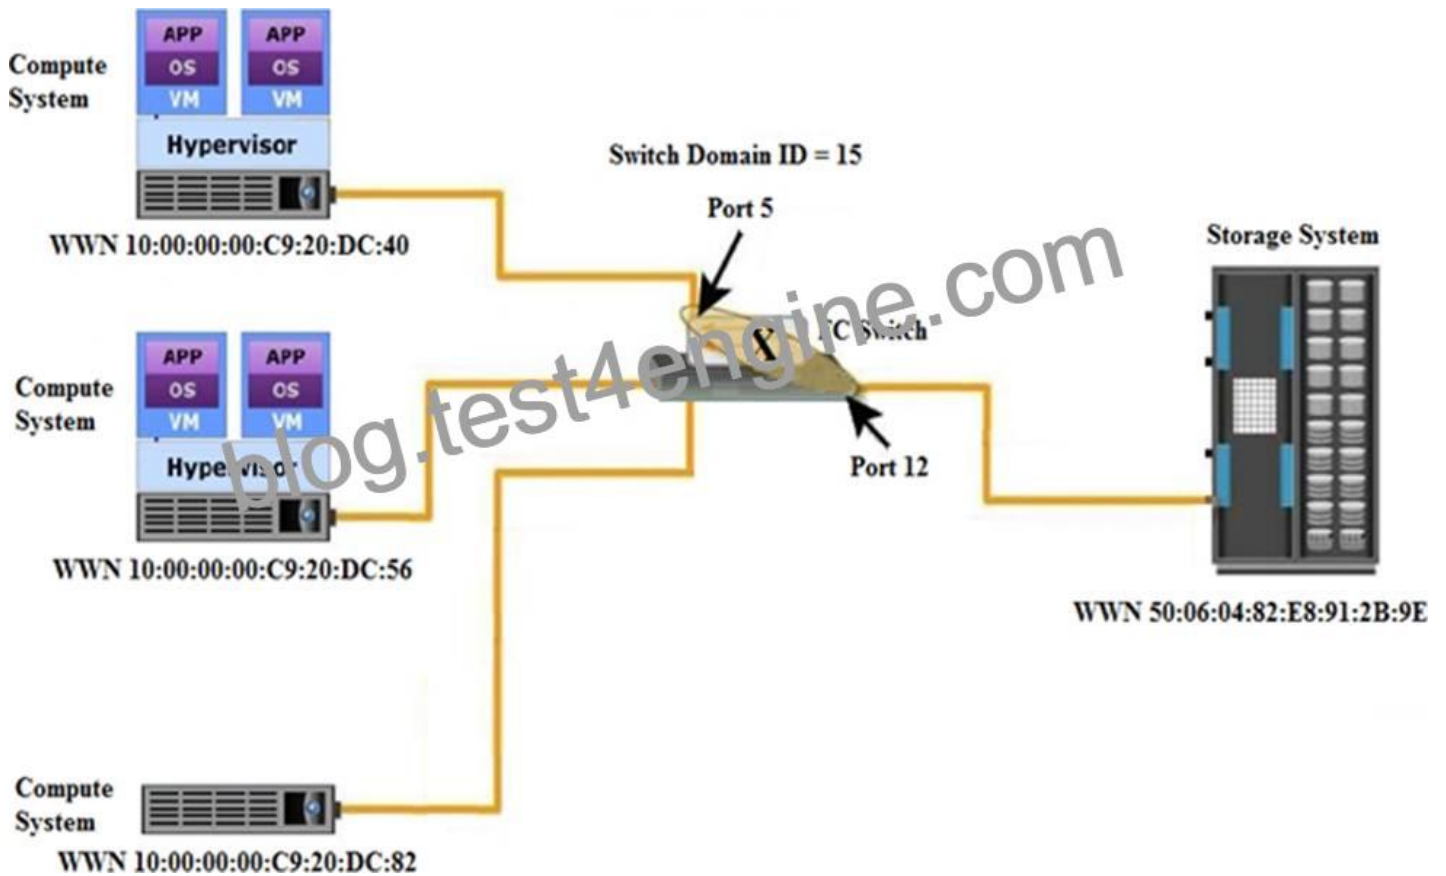 APP
OS
VM
APP
OS
VM
Compute
System
Hypervisor
WWN 10:00:00:00:C9:20:DC:40
Switch Domain ID = 15
Port 5
Storage System
X
FC Switch
Port 12
APP
OS
VM
APP
OS
VM
Compute
System
Hypervisor
WWN 10:00:00:00:C9:20:DC:56
WWN 50:06:04:82:E8:91:2B:9E
Compute
System
WWN 10:00:00:00:C9:20:DC:82
blog.test4engine.com